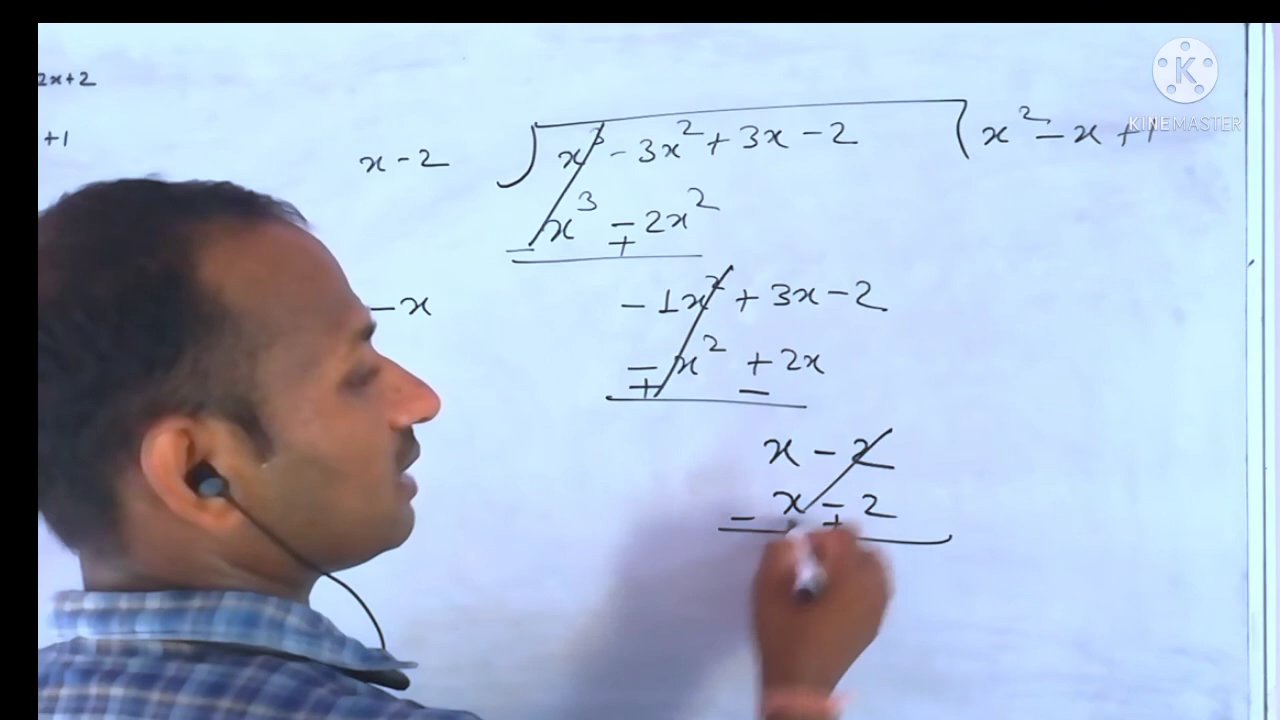 2x+2
+1
K
KINEMASTER
x-2 ) x³ - 3x² + 3x - 2 ( x² - x + 1
x³ - 2x²
- +
- 1x² + 3x - 2
- x
- x² + 2x
+ -
x - 2
x - 2
- +